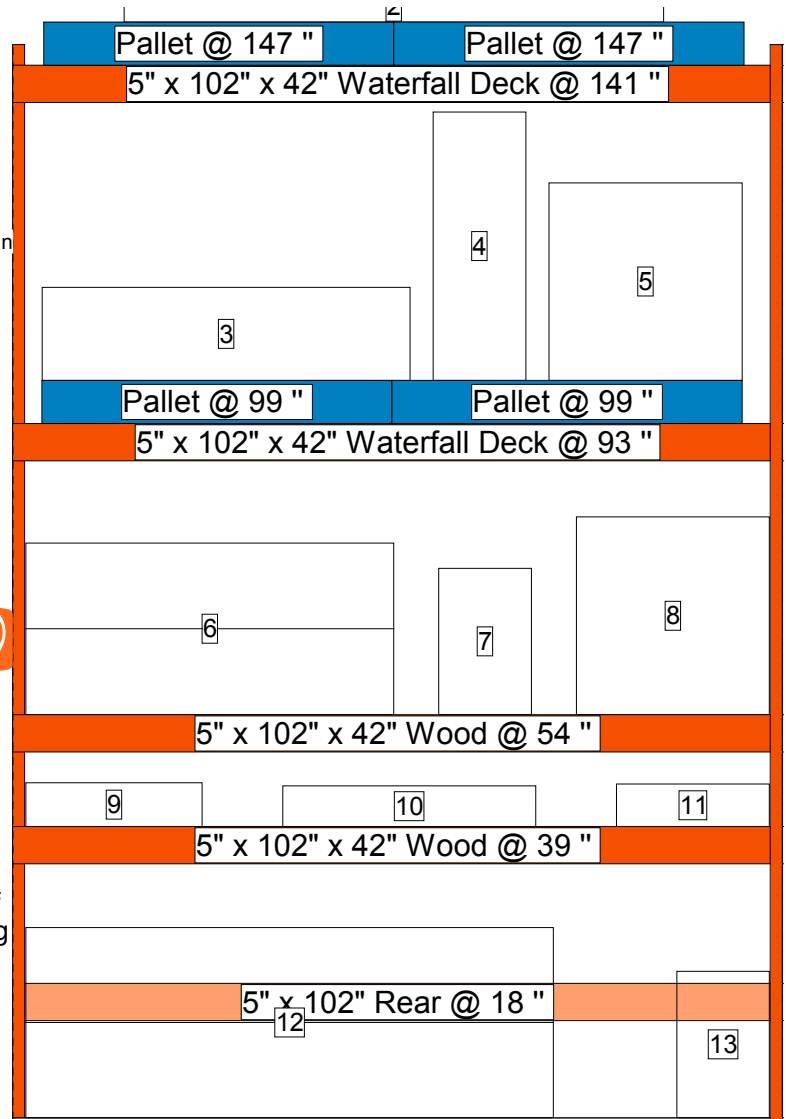 2
Pallet @ 147 " Pallet @ 147 "
5" x 102" x 42" Waterfall Deck @ 141 "
4
n
5
3
Pallet @ 99 " Pallet @ 99 "
5" x 102" x 42" Waterfall Deck @ 93 "
8
6
7
5" x 102" x 42" Wood @ 54 "
9 10 11
5" x 102" x 42" Wood @ 39 "
g
5" x 102" Rear @ 18 "
12
13